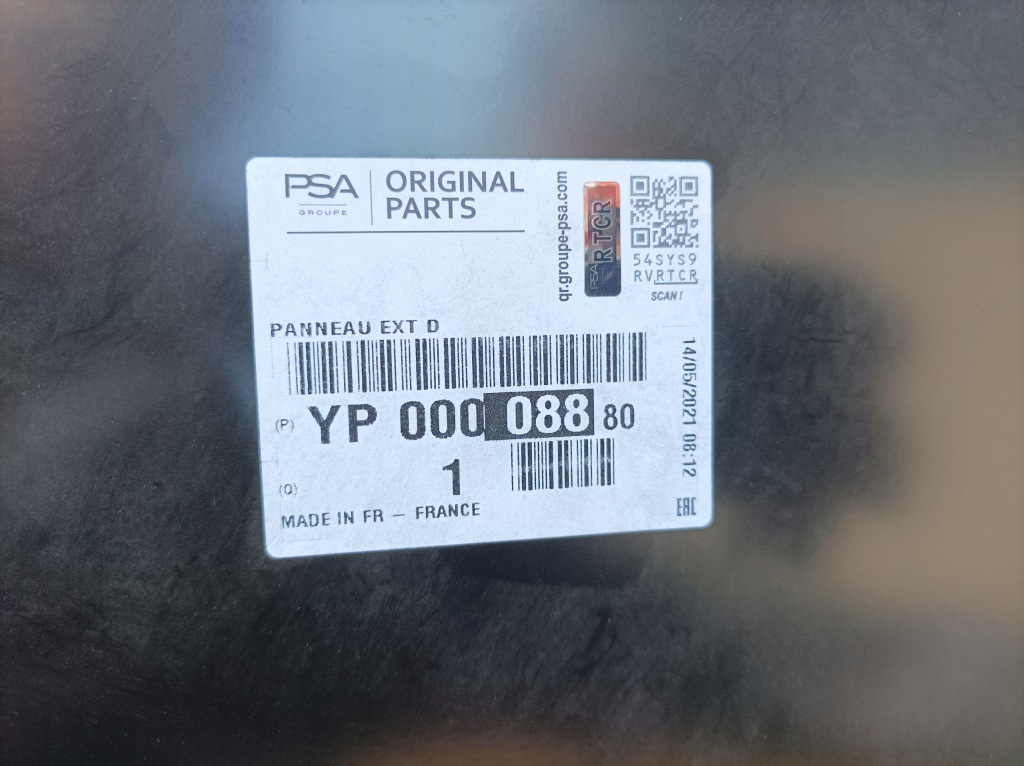 PSA
GROUPE
ORIGINAL
PARTS
qr.groupe-psa.com
PSA RTCR
54SYS9
RVRTCR
SCAN!
PANNEAU EXT D
(P) YP 000 088 80
(Q) 1
MADE IN FR – FRANCE
14/05/2021 08:12
EAC